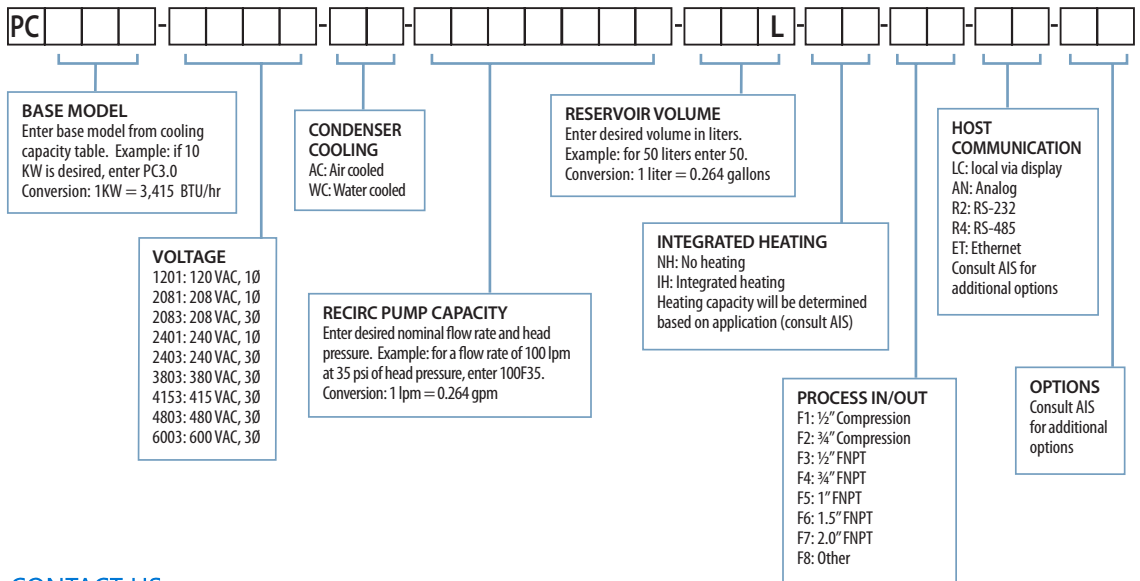 PC - - - - L - - - -
BASE MODEL
Enter base model from cooling
capacity table. Example: if 10
KW is desired, enter PC3.0
Conversion: 1KW = 3,415 BTU/hr
VOLTAGE
1201: 120 VAC, 1Ø
2081: 208 VAC, 1Ø
2083: 208 VAC, 3Ø
2401: 240 VAC, 1Ø
2403: 240 VAC, 3Ø
3803: 380 VAC, 3Ø
4153: 415 VAC, 3Ø
4803: 480 VAC, 3Ø
6003: 600 VAC, 3Ø
CONDENSER
COOLING
AC: Air cooled
WC: Water cooled
RECIRC PUMP CAPACITY
Enter desired nominal flow rate and head
pressure. Example: for a flow rate of 100 lpm
at 35 psi of head pressure, enter 100F35.
Conversion: 1 lpm = 0.264 gpm
RESERVOIR VOLUME
Enter desired volume in liters.
Example: for 50 liters enter 50.
Conversion: 1 liter = 0.264 gallons
INTEGRATED HEATING
NH: No heating
IH: Integrated heating
Heating capacity will be determined
based on application (consult AIS)
PROCESS IN/OUT
F1: ½" Compression
F2: ¾" Compression
F3: ½" FNPT
F4: ¾" FNPT
F5: 1" FNPT
F6: 1.5" FNPT
F7: 2.0" FNPT
F8: Other
HOST
COMMUNICATION
LC: local via display
AN: Analog
R2: RS-232
R4: RS-485
ET: Ethernet
Consult AIS for
additional options
OPTIONS
Consult AIS
for additional
options